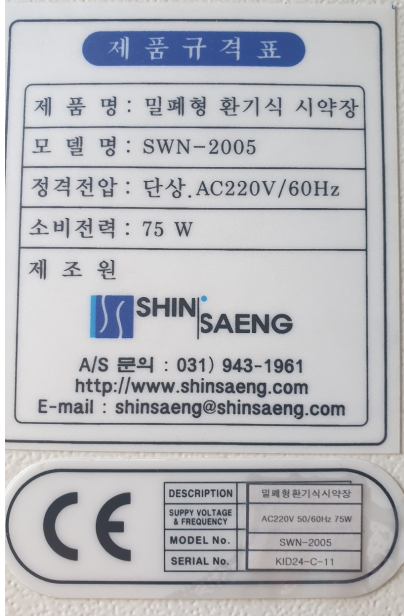 제품규격표
제 품 명 : 밀폐형 환기식 시약장
모 델 명 : SWN-2005
정격전압 : 단상.AC220V/60Hz
소비전력 : 75 W
제 조 원
SHIN SAENG
A/S 문의 : 031) 943-1961
http://www.shinsaeng.com
E-mail : shinsaeng@shinsaeng.com
CE
DESCRIPTION 밀폐형환기식시약장
SUPPY VOLTAGE & FREQUENCY AC220V 50/60Hz 75W
MODEL No. SWN-2005
SERIAL No. KID24-C-11